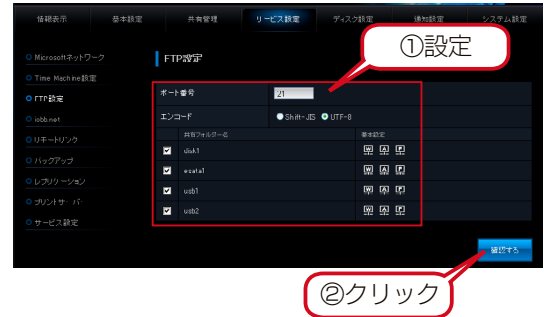 情報表示 基本設定 共有管理 サービス設定 ディスク設定 通知設定 システム設定
①設定
Microsoftネットワーク
Time Machine設定
FTP設定
iobb.net
リモートリンク
バックアップ
レプリケーション
プリントサーバー
サービス設定
FTP設定
ポート番号 21
エンコード Shift-JIS UTF-8
共有フォルダー名 基本設定
disk1 W A F
esata1 W A F
usb1 W A F
usb2 W A F
確認する
②クリック